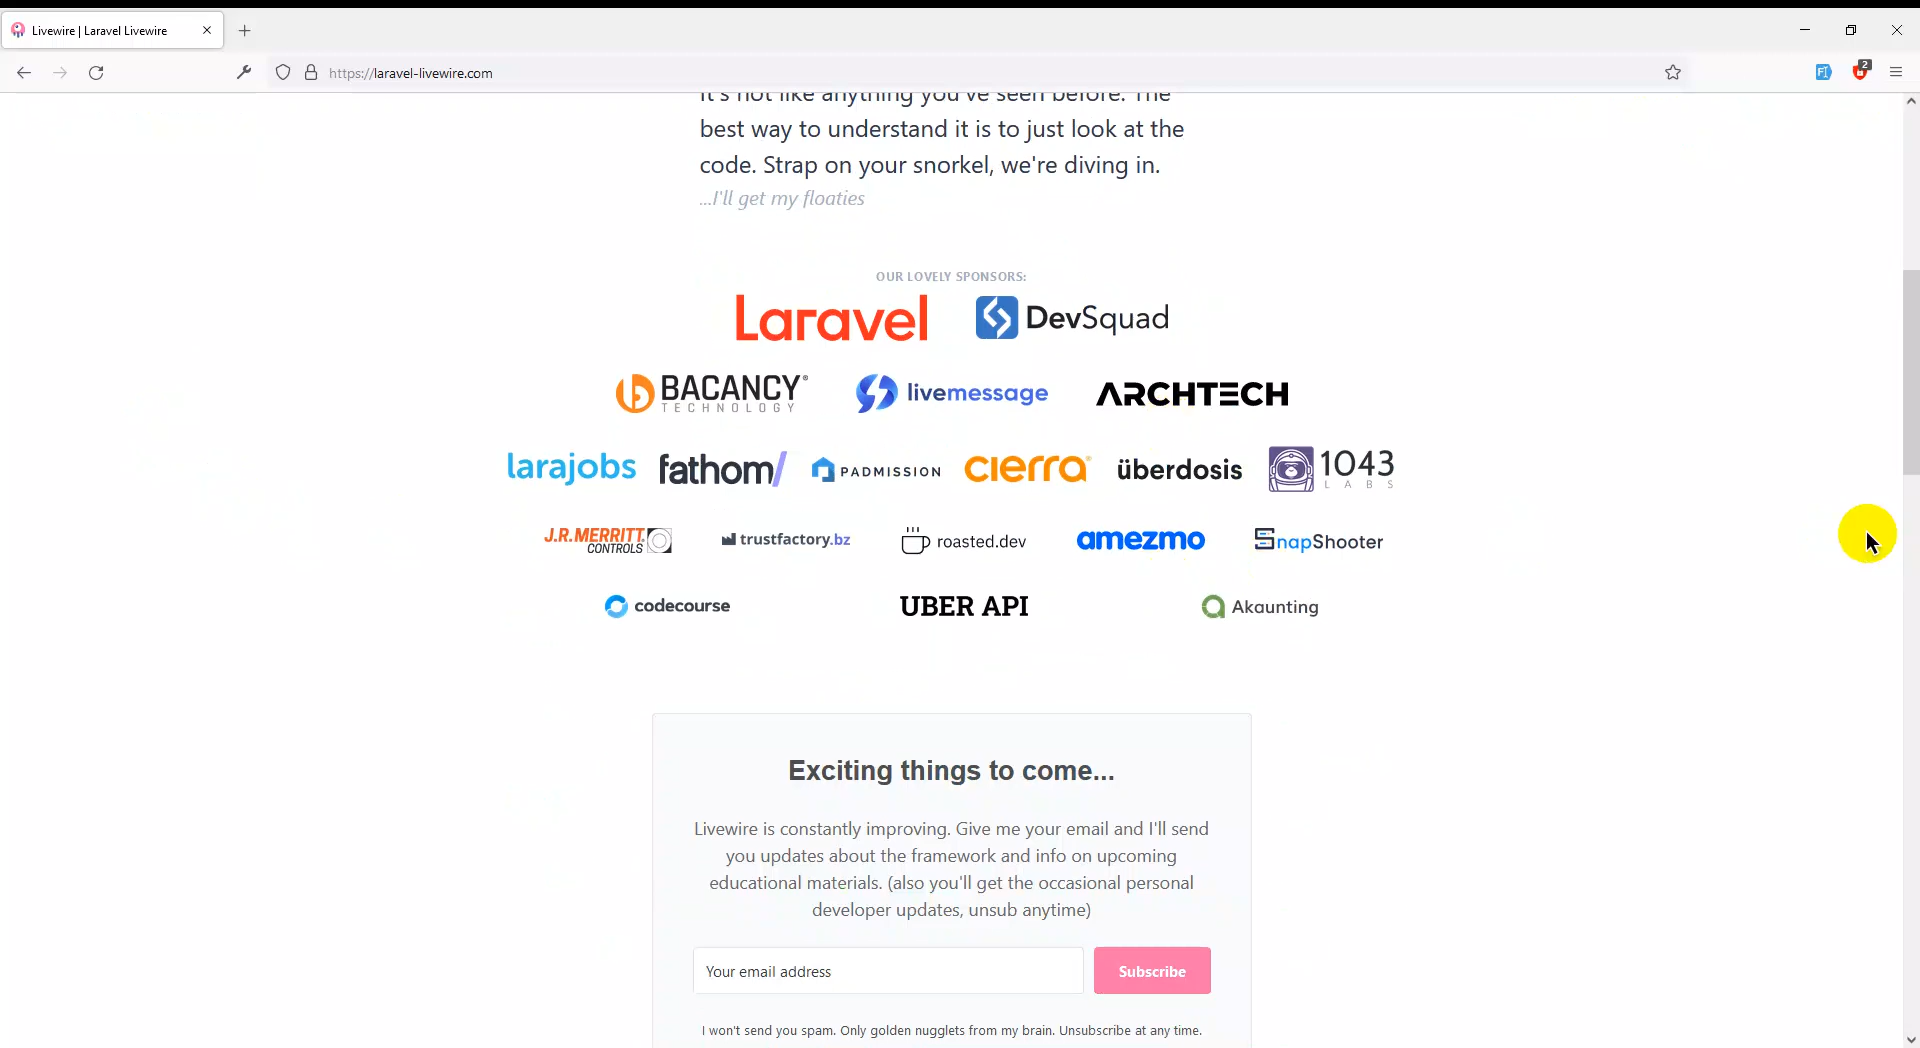 Livewire | Laravel Livewire
https://laravel-livewire.com
2
It's not like anything you've seen before. The
best way to understand it is to just look at the
code. Strap on your snorkel, we're diving in.
...I'll get my floaties
OUR LOVELY SPONSORS:
Laravel DevSquad
BACANCY TECHNOLOGY livemessage ARCHTECH
larajobs fathom/ PADMISSION cierra überdosis 1043 LABS
J.R.MERRITT CONTROLS trustfactory.bz roasted.dev amezmo SnapShooter
codecourse UBER API Akaunting
Exciting things to come...
Livewire is constantly improving. Give me your email and I'll send
you updates about the framework and info on upcoming
educational materials. (also you'll get the occasional personal
developer updates, unsub anytime)
Your email address Subscribe
I won't send you spam. Only golden nugglets from my brain. Unsubscribe at any time.